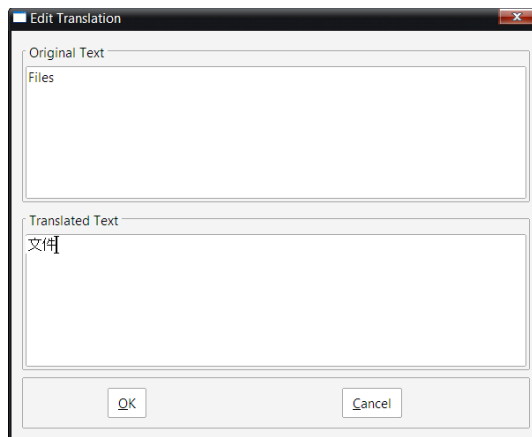 Edit Translation
Original Text
Files
Translated Text
文件
OK
Cancel